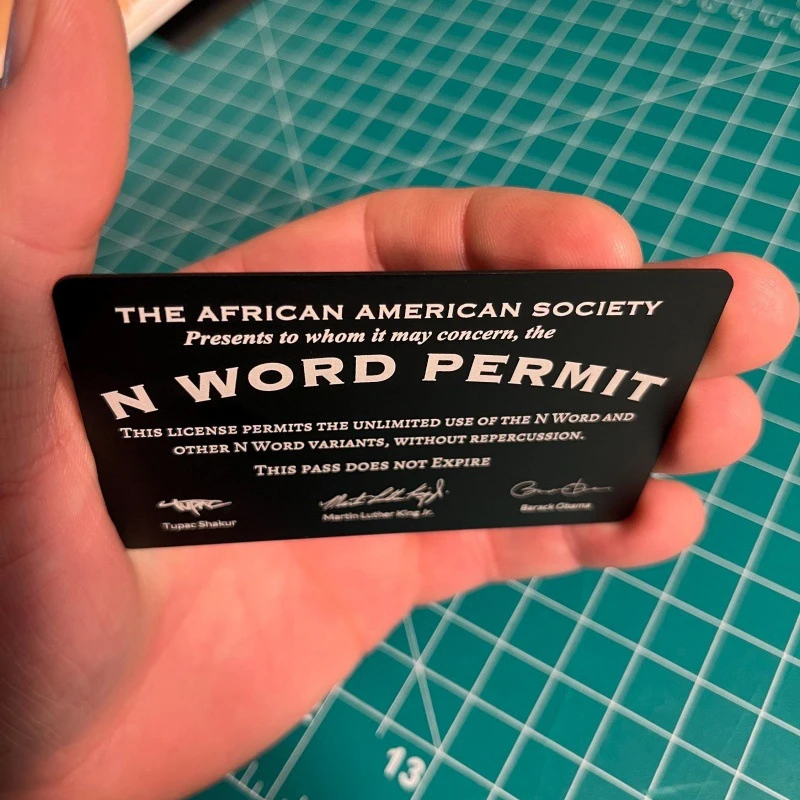 THE AFRICAN AMERICAN SOCIETY
Presents to whom it may concern, the
N WORD PERMIT
THIS LICENSE PERMITS THE UNLIMITED USE OF THE N WORD AND
OTHER N WORD VARIANTS, WITHOUT REPERCUSSION.
THIS PASS DOES NOT EXPIRE
Tupac Shakur
Martin Luther King Jr.
Barack Obama
13